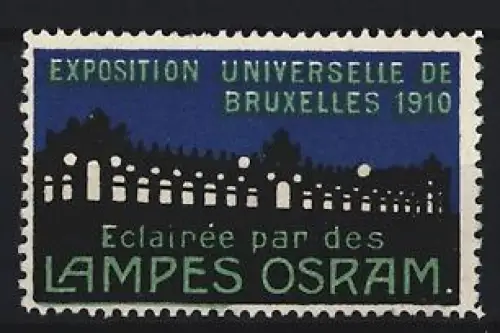 EXPOSITION UNIVERSELLE DE
BRUXELLES 1910
Eclairée par des
LAMPES OSRAM.